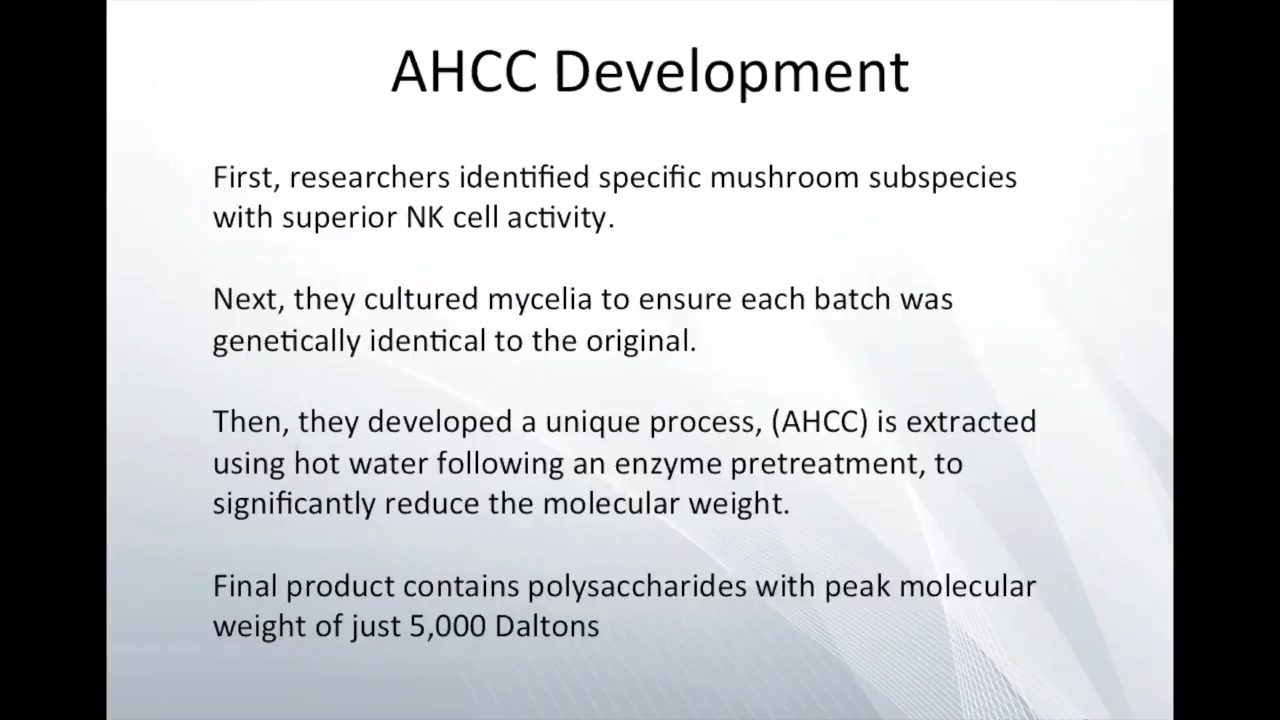 AHCC Development
First, researchers identified specific mushroom subspecies
with superior NK cell activity.
Next, they cultured mycelia to ensure each batch was
genetically identical to the original.
Then, they developed a unique process, (AHCC) is extracted
using hot water following an enzyme pretreatment, to
significantly reduce the molecular weight.
Final product contains polysaccharides with peak molecular
weight of just 5,000 Daltons